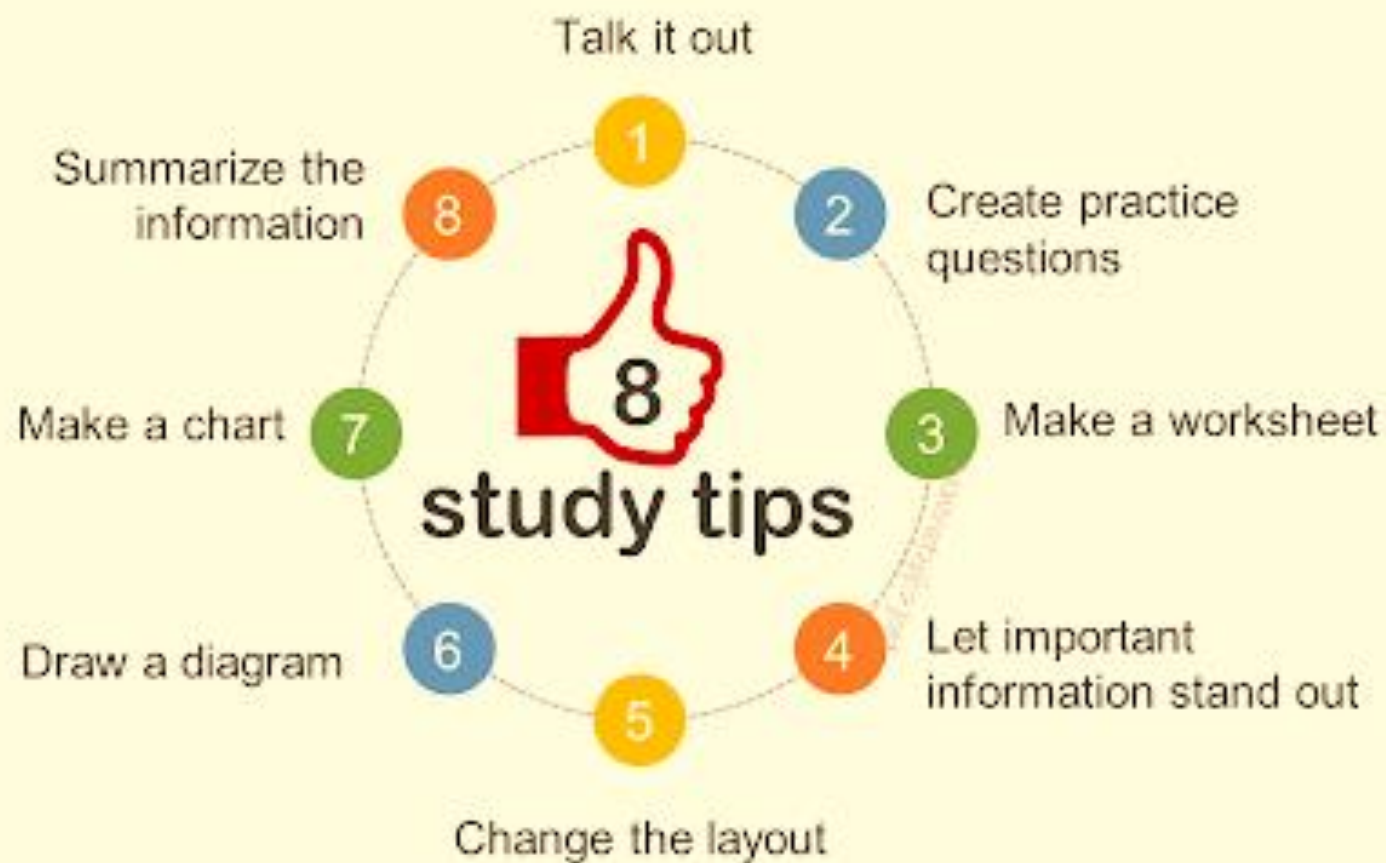 Talk it out
1
2
Create practice
questions
3
Make a worksheet
4
Let important
information stand out
5
Change the layout
6
Draw a diagram
7
Make a chart
8
Summarize the
information
8
study tips